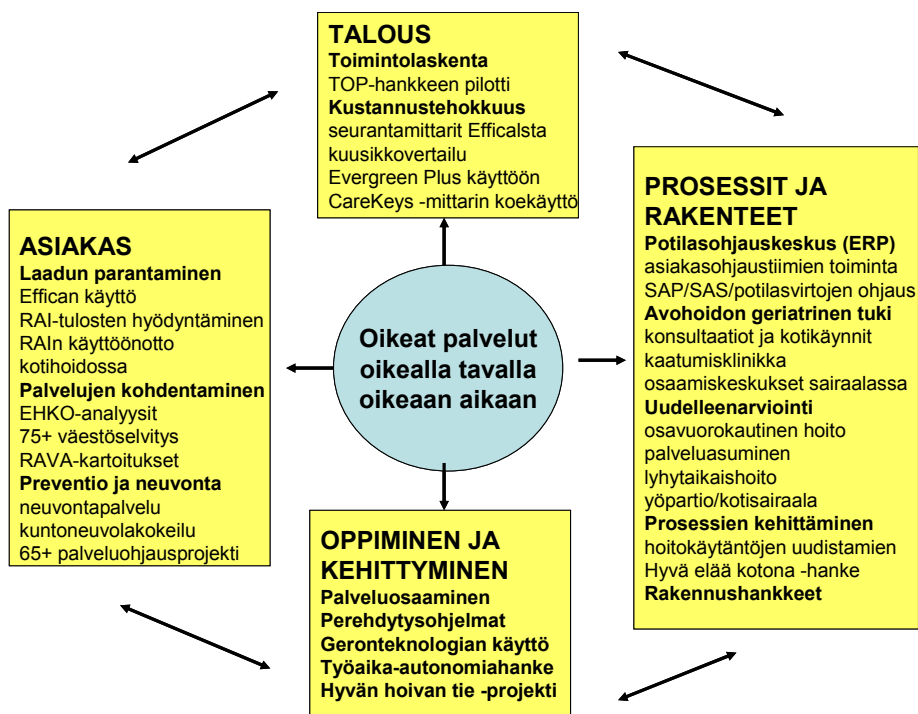 TALOUS
Toimintolaskenta
TOP-hankkeen pilotti
Kustannustehokkuus
seurantamittarit Efficalsta
kuusikkovertailu
Evergreen Plus käyttöön
CareKeys -mittarin koekäyttö
ASIAKAS
Laadun parantaminen
Effican käyttö
RAI-tulosten hyödyntäminen
RAIn käyttöönotto
kotihoidossa
Palvelujen kohdentaminen
EHKO-analyysit
75+ väestöselvitys
RAVA-kartoitukset
Preventio ja neuvonta
neuvontapalvelu
kuntoneuvolakokeilu
65+ palveluohjausprojekti
Oikeat palvelut
oikealla tavalla
oikeaan aikaan
PROSESSIT JA
RAKENTEET
Potilasohjauskeskus (ERP)
asiakasohjaustiimien toiminta
SAP/SAS/potilasvirtojen ohjaus
Avohoidon geriatrinen tuki
konsultaatiot ja kotikäynnit
kaatumisklinikka
osaamiskeskukset sairaalassa
Uudelleenarviointi
osavuorokautinen hoito
palveluasuminen
lyhytaikaishoito
yöpartio/kotisairaala
Prosessien kehittäminen
hoitokäytäntöjen uudistamien
Hyvä elää kotona -hanke
Rakennushankkeet
OPPIMINEN JA
KEHITTYMINEN
Palveluosaaminen
Perehdytysohjelmat
Geronteknologian käyttö
Työaika-autonomiahanke
Hyvän hoivan tie -projekti